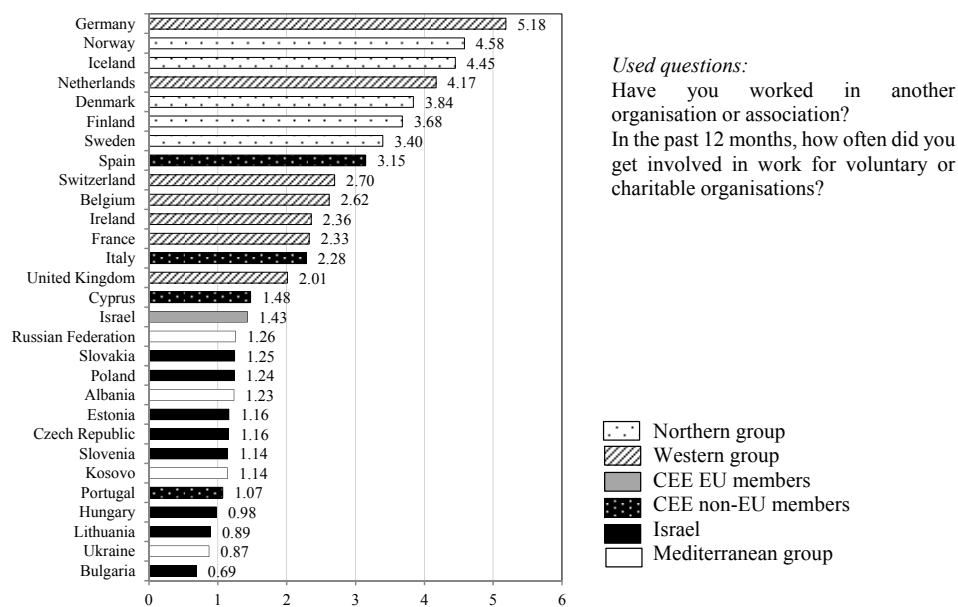 Germany 5.18
Norway 4.58
Iceland 4.45
Netherlands 4.17
Denmark 3.84
Finland 3.68
Sweden 3.40
Spain 3.15
Switzerland 2.70
Belgium 2.62
Ireland 2.36
France 2.33
Italy 2.28
United Kingdom 2.01
Cyprus 1.48
Israel 1.43
Russian Federation 1.26
Slovakia 1.25
Poland 1.24
Albania 1.23
Estonia 1.16
Czech Republic 1.16
Slovenia 1.14
Kosovo 1.14
Portugal 1.07
Hungary 0.98
Lithuania 0.89
Ukraine 0.87
Bulgaria 0.69
0 1 2 3 4 5 6
Used questions:
Have you worked in another
organisation or association?
In the past 12 months, how often did you
get involved in work for voluntary or
charitable organisations?
Northern group
Western group
CEE EU members
CEE non-EU members
Israel
Mediterranean group